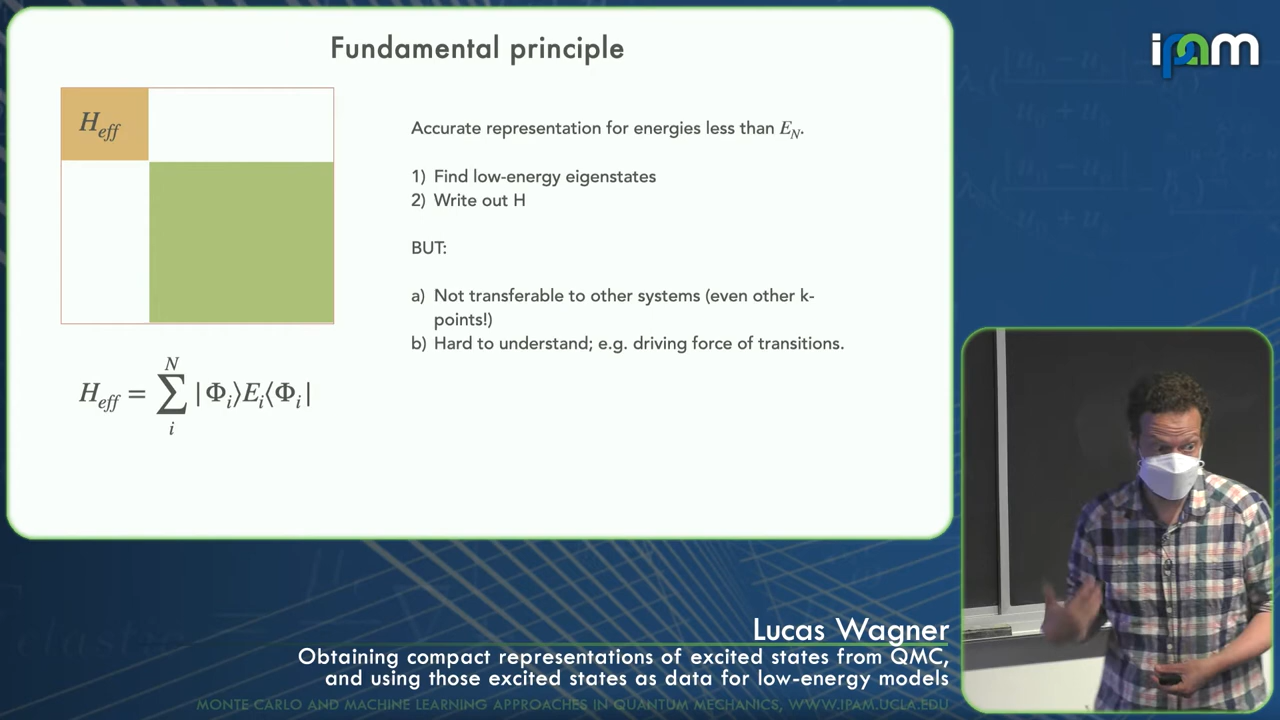 Fundamental principle
ipam
H_eff
Accurate representation for energies less than E_N.
1) Find low-energy eigenstates
2) Write out H
BUT:
a) Not transferable to other systems (even other k-
points!)
b) Hard to understand; e.g. driving force of transitions.
H_eff = ∑_i^N |Φ_i⟩E_i⟨Φ_i|
Lucas Wagner
Obtaining compact representations of excited states from QMC,
and using those excited states as data for low-energy models
MONTE CARLO AND MACHINE LEARNING APPROACHES IN QUANTUM MECHANICS, WWW.IPAM.UCLA.EDU